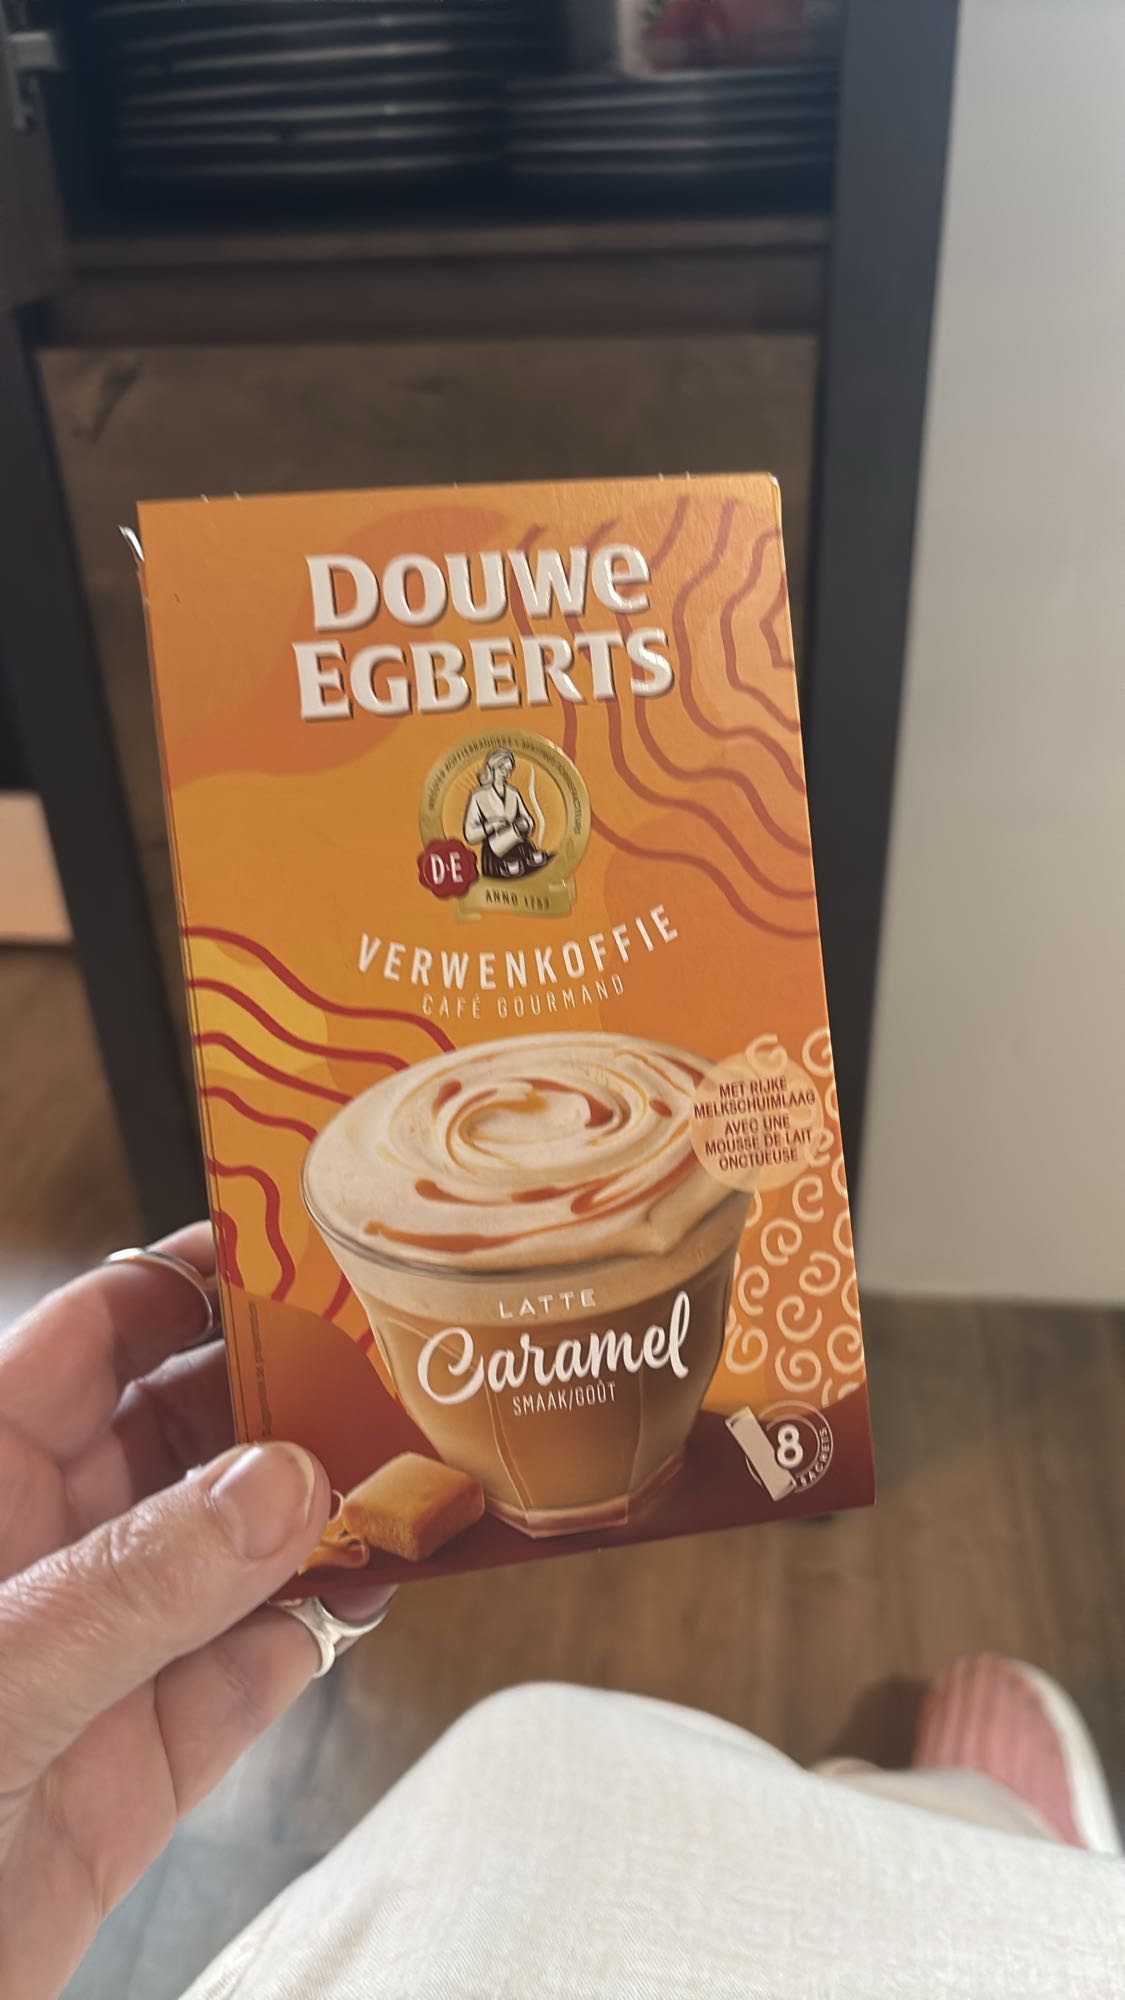 DOUWE
EGBERTS
D·E
ANNO 1753
VERWENKOFFIE
CAFÉ GOURMAND
MET RIJKE
MELKSCHUIMLAAG
AVEC UNE
MOUSSE DE LAIT
ONCTUEUSE
LATTE
Caramel
SMAAK/GOÛT
8
SACHETS